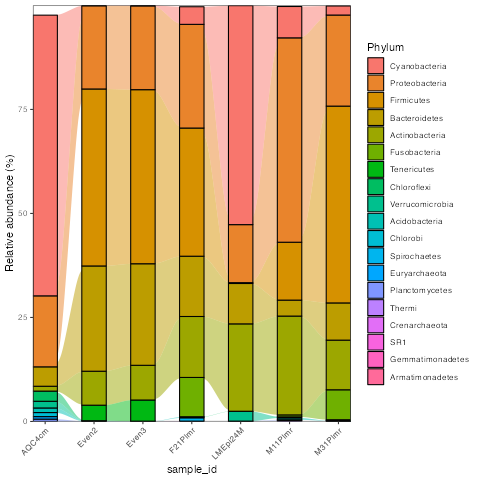 Relative abundance (%)
75
50
25
0
AQC4cm
Even2
Even3
F21Plmr
LMEpi24M
M11Plmr
M31Plmr
sample_id
Phylum
Cyanobacteria
Proteobacteria
Firmicutes
Bacteroidetes
Actinobacteria
Fusobacteria
Tenericutes
Chloroflexi
Verrucomicrobia
Acidobacteria
Chlorobi
Spirochaetes
Euryarchaeota
Planctomycetes
Thermi
Crenarchaeota
SR1
Gemmatimonadetes
Armatimonadetes